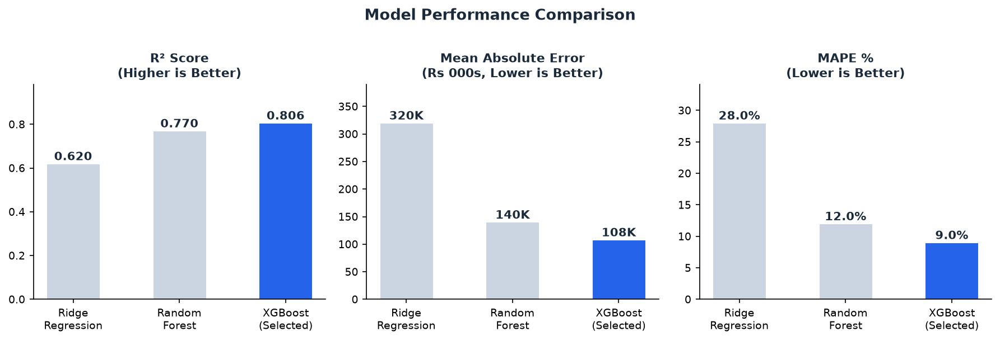 Model Performance Comparison
R² Score
(Higher is Better)
0.8
0.6
0.4
0.2
0.0
0.620
0.770
0.806
Ridge
Regression
Random
Forest
XGBoost
(Selected)
Mean Absolute Error
(Rs 000s, Lower is Better)
350
300
250
200
150
100
50
0
320K
140K
108K
Ridge
Regression
Random
Forest
XGBoost
(Selected)
MAPE %
(Lower is Better)
30
25
20
15
10
5
0
28.0%
12.0%
9.0%
Ridge
Regression
Random
Forest
XGBoost
(Selected)